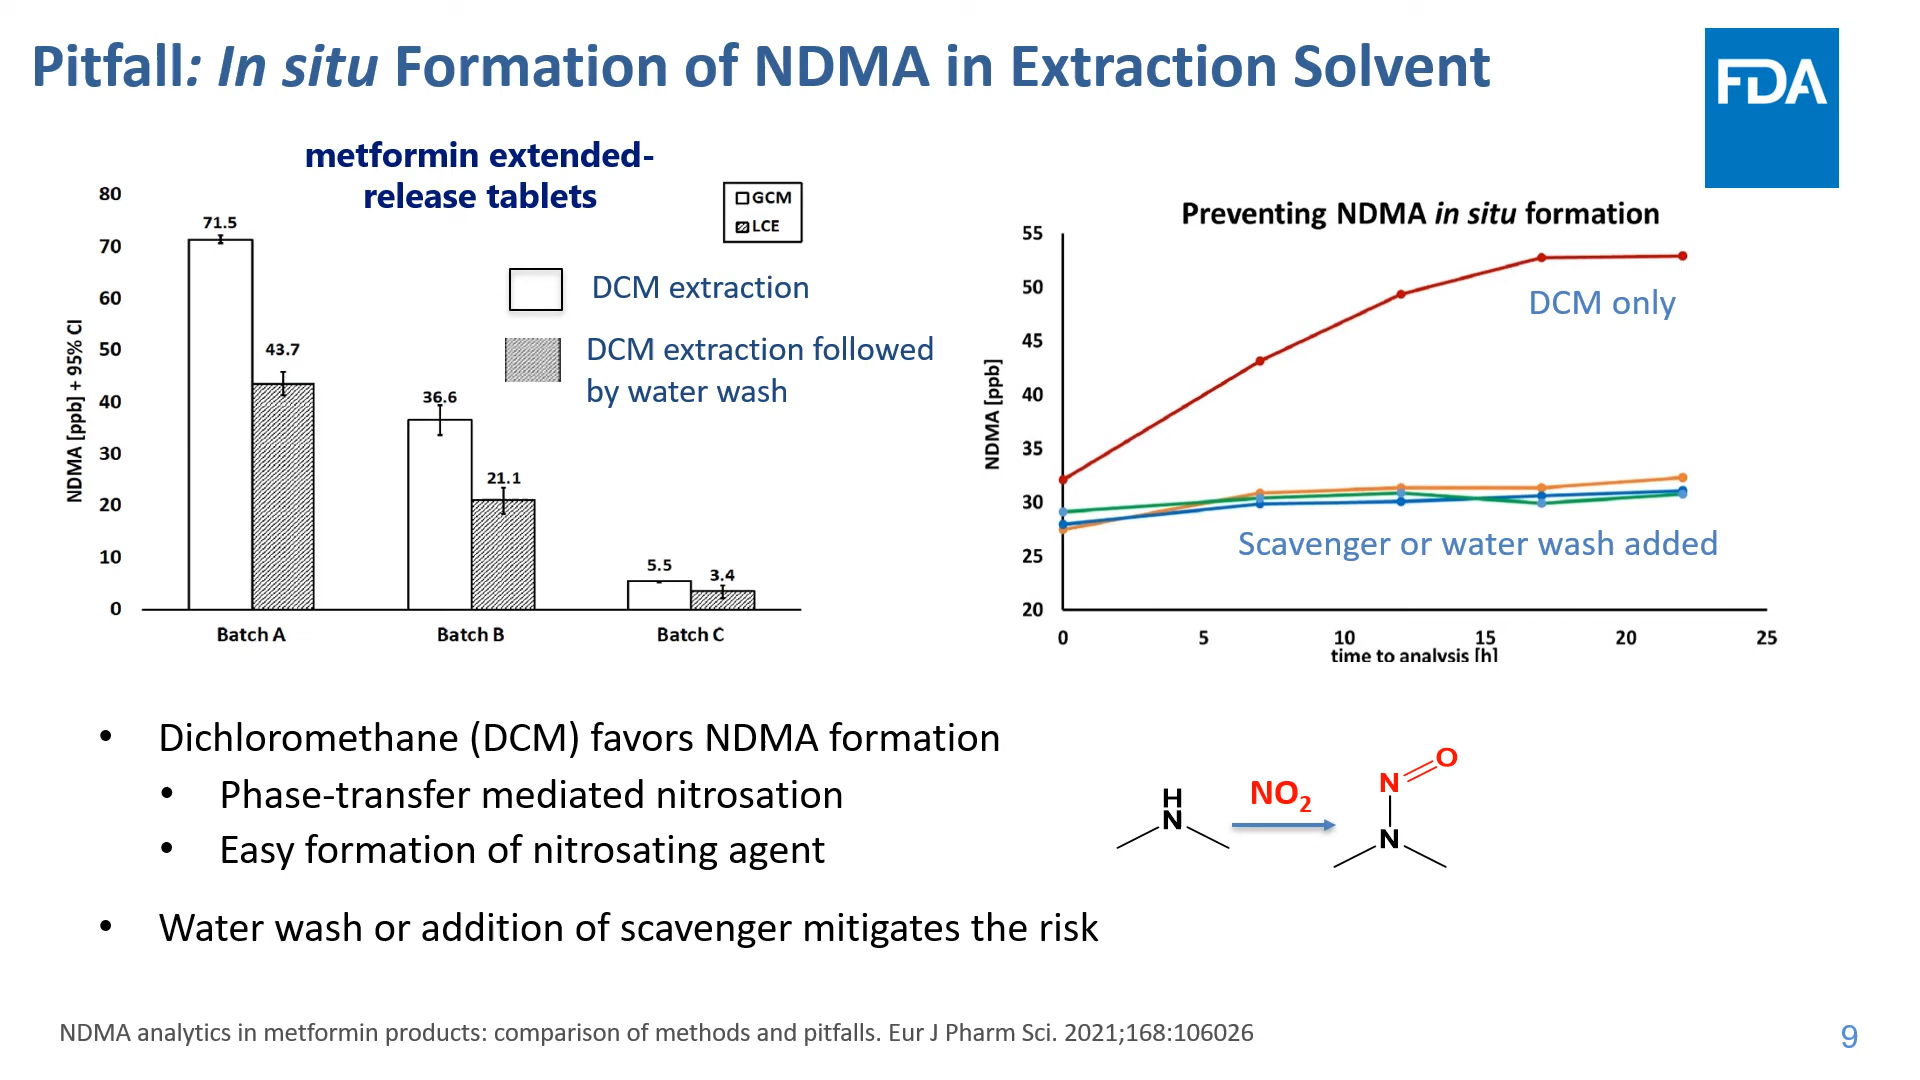 Pitfall: In situ Formation of NDMA in Extraction Solvent
FDA
metformin extended-
release tablets
GCM
LCE
DCM extraction
DCM extraction followed
by water wash
NDMA [ppb] + 95% CI
80
70
60
50
40
30
20
10
0
71.5
43.7
36.6
21.1
5.5
3.4
Batch A
Batch B
Batch C
Preventing NDMA in situ formation
NDMA [ppb]
55
50
45
40
35
30
25
20
DCM only
Scavenger or water wash added
0
5
10
15
20
25
time to analysis [h]
• Dichloromethane (DCM) favors NDMA formation
• Phase-transfer mediated nitrosation
• Easy formation of nitrosating agent
• Water wash or addition of scavenger mitigates the risk
H
N
NO₂
N
O
N
NDMA analytics in metformin products: comparison of methods and pitfalls. Eur J Pharm Sci. 2021;168:106026
9